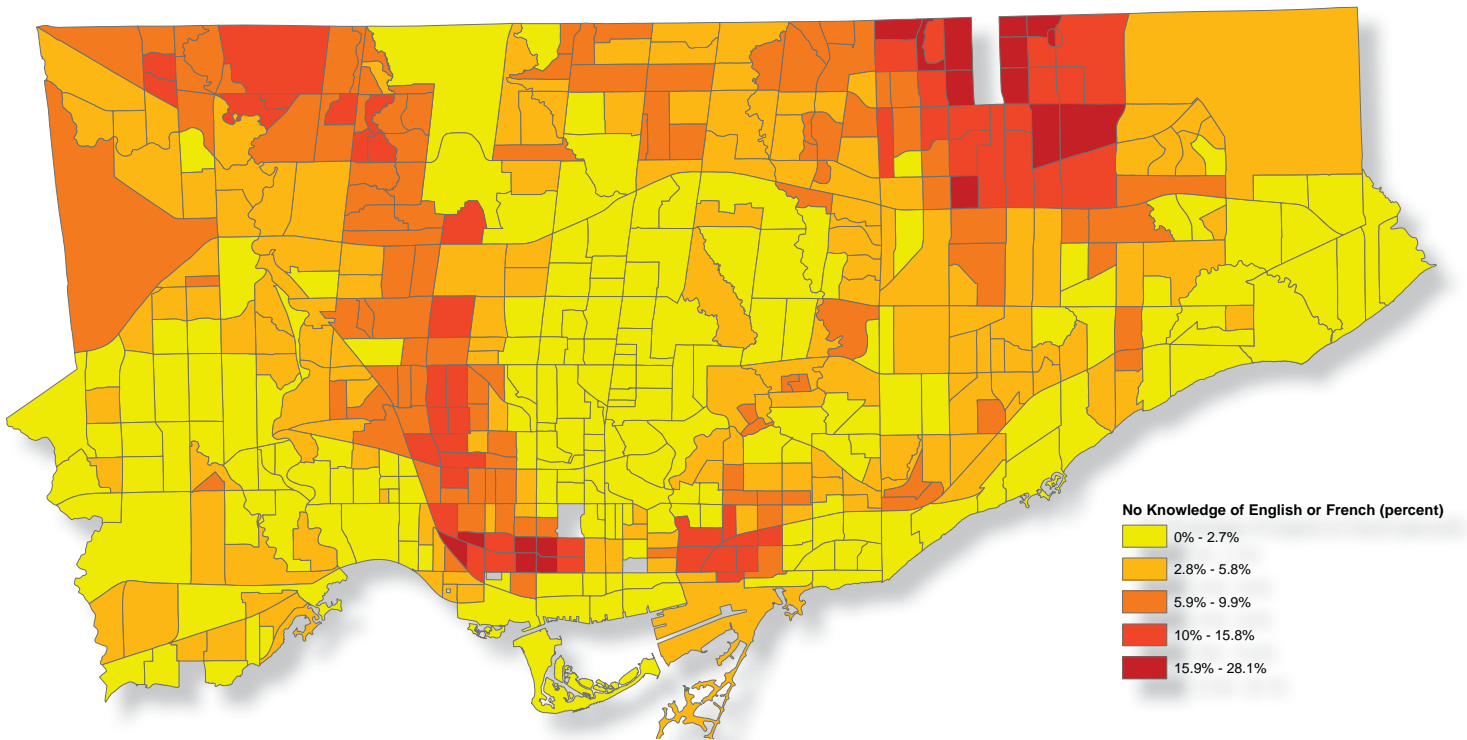 No Knowledge of English or French (percent)
0% - 2.7%
2.8% - 5.8%
5.9% - 9.9%
10% - 15.8%
15.9% - 28.1%